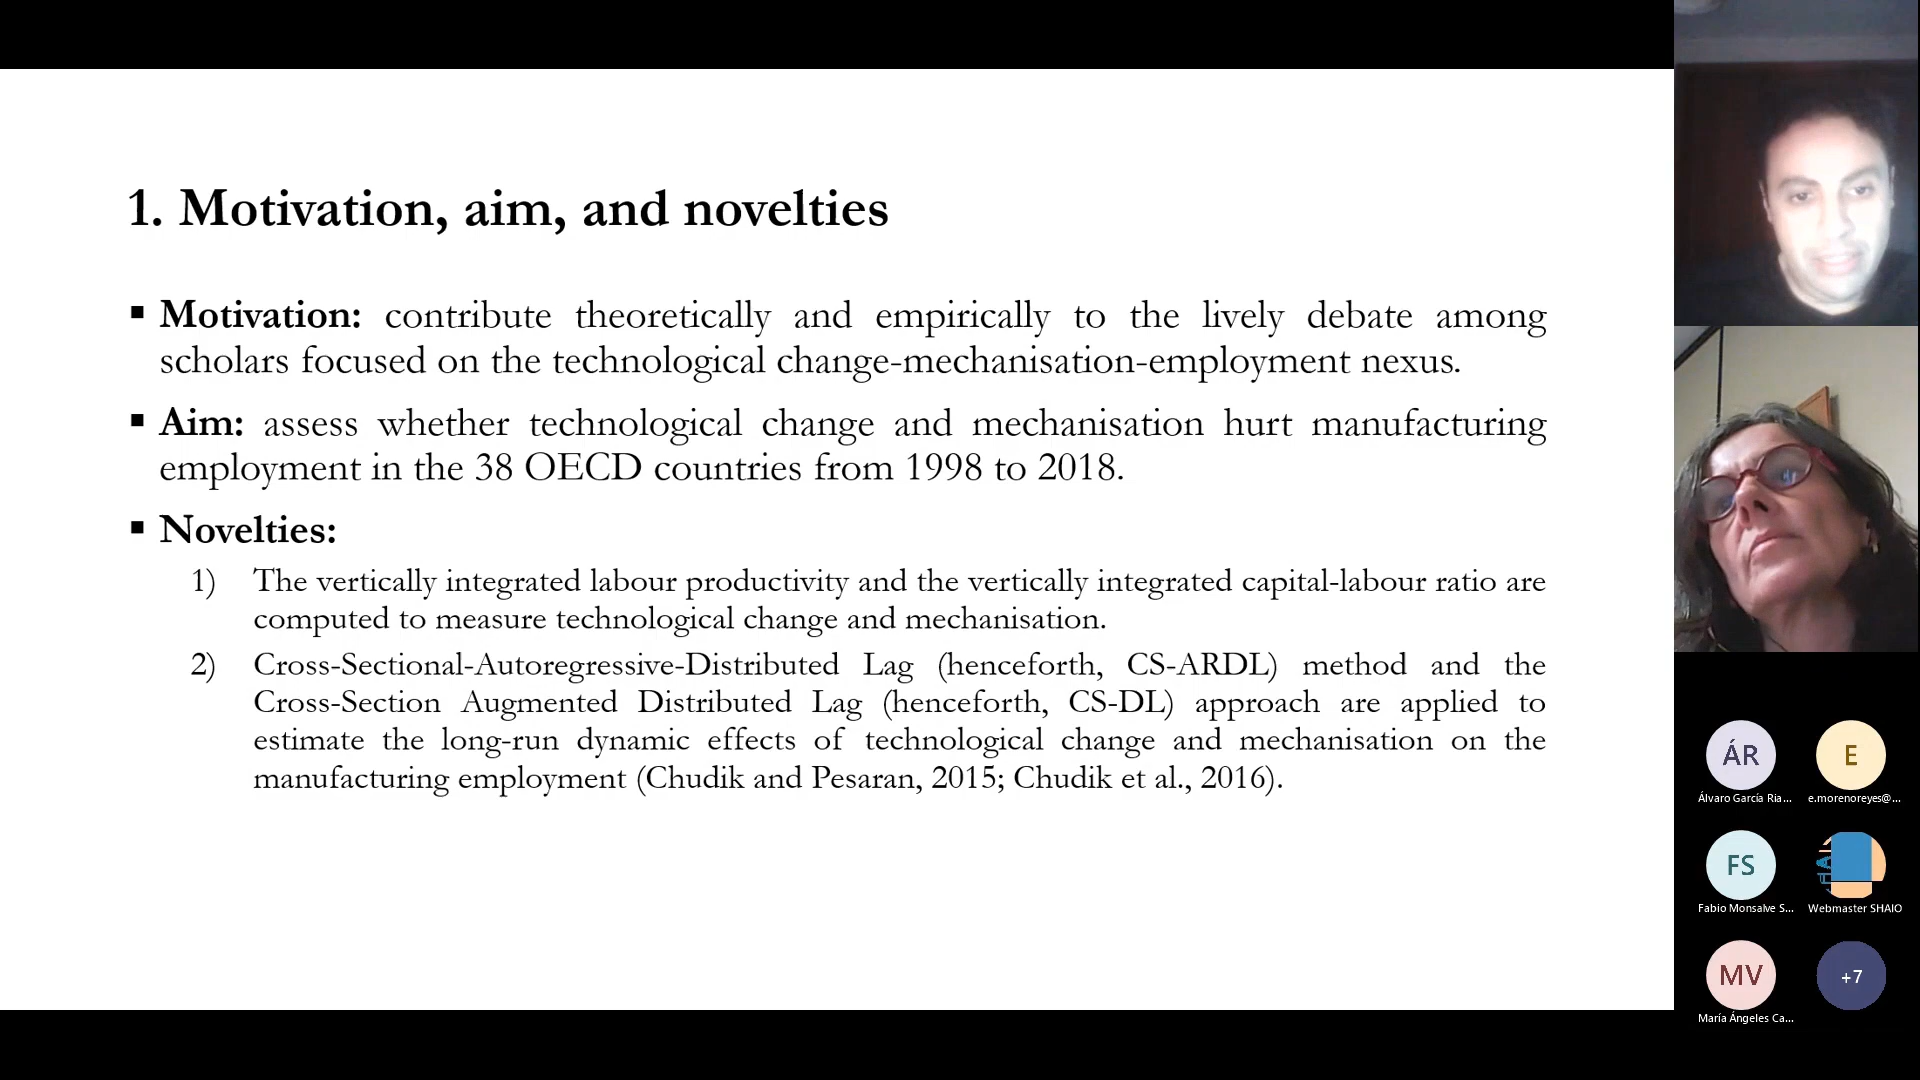 1. Motivation, aim, and novelties
▪ Motivation: contribute theoretically and empirically to the lively debate among
scholars focused on the technological change-mechanisation-employment nexus.
▪ Aim: assess whether technological change and mechanisation hurt manufacturing
employment in the 38 OECD countries from 1998 to 2018.
▪ Novelties:
1) The vertically integrated labour productivity and the vertically integrated capital-labour ratio are
computed to measure technological change and mechanisation.
2) Cross-Sectional-Autoregressive-Distributed Lag (henceforth, CS-ARDL) method and the
Cross-Section Augmented Distributed Lag (henceforth, CS-DL) approach are applied to
estimate the long-run dynamic effects of technological change and mechanisation on the
manufacturing employment (Chudik and Pesaran, 2015; Chudik et al., 2016).
ÁR
Álvaro García Ria...
E
e.morenoreyes@...
FS
Fabio Monsalve S...
Webmaster SHAIO
MV
María Ángeles Ca...
+7